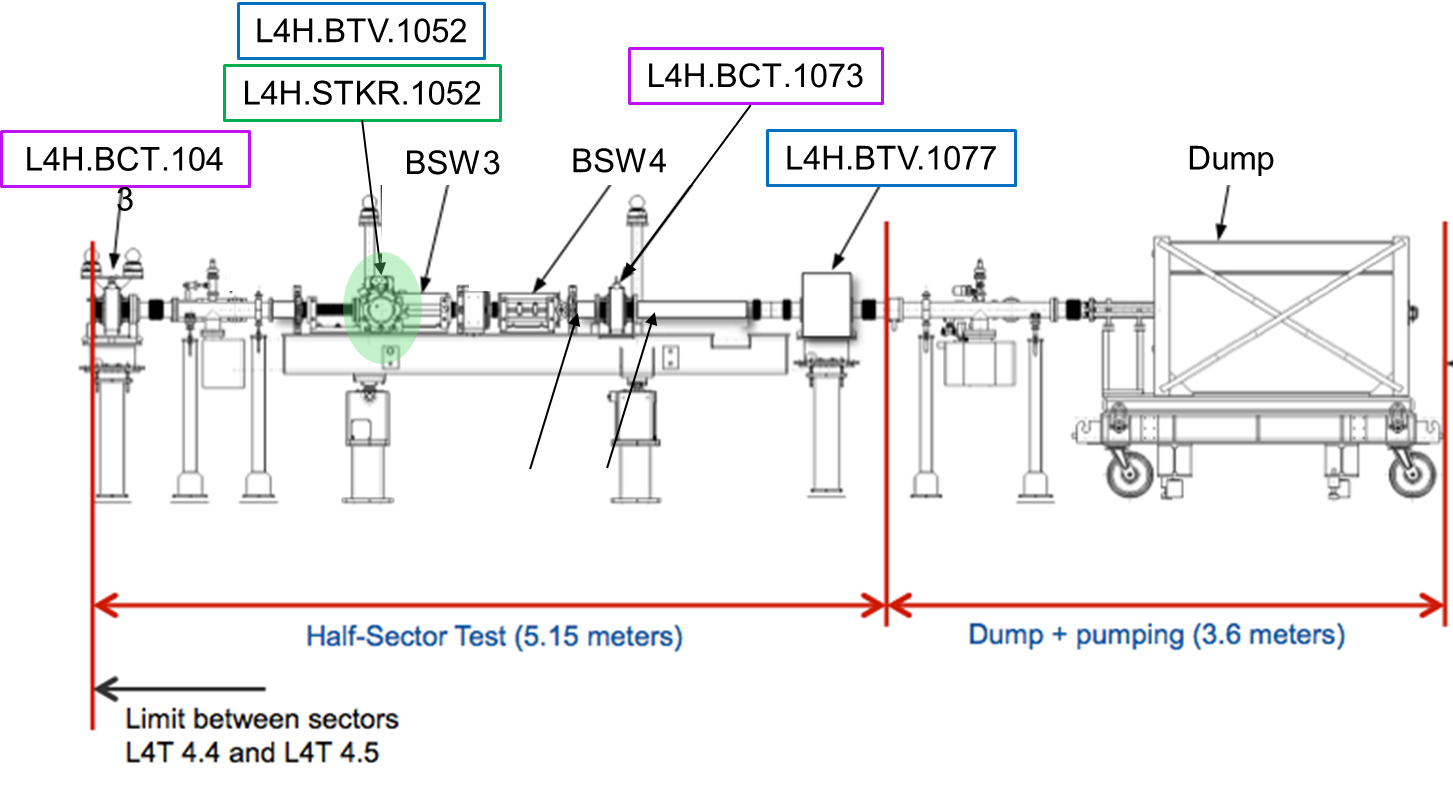 L4H.BTV.1052
L4H.STKR.1052
L4H.BCT.1073
L4H.BCT.104
3
BSW3
BSW4
L4H.BTV.1077
Dump
Half-Sector Test (5.15 meters)
Dump + pumping (3.6 meters)
Limit between sectors
L4T 4.4 and L4T 4.5